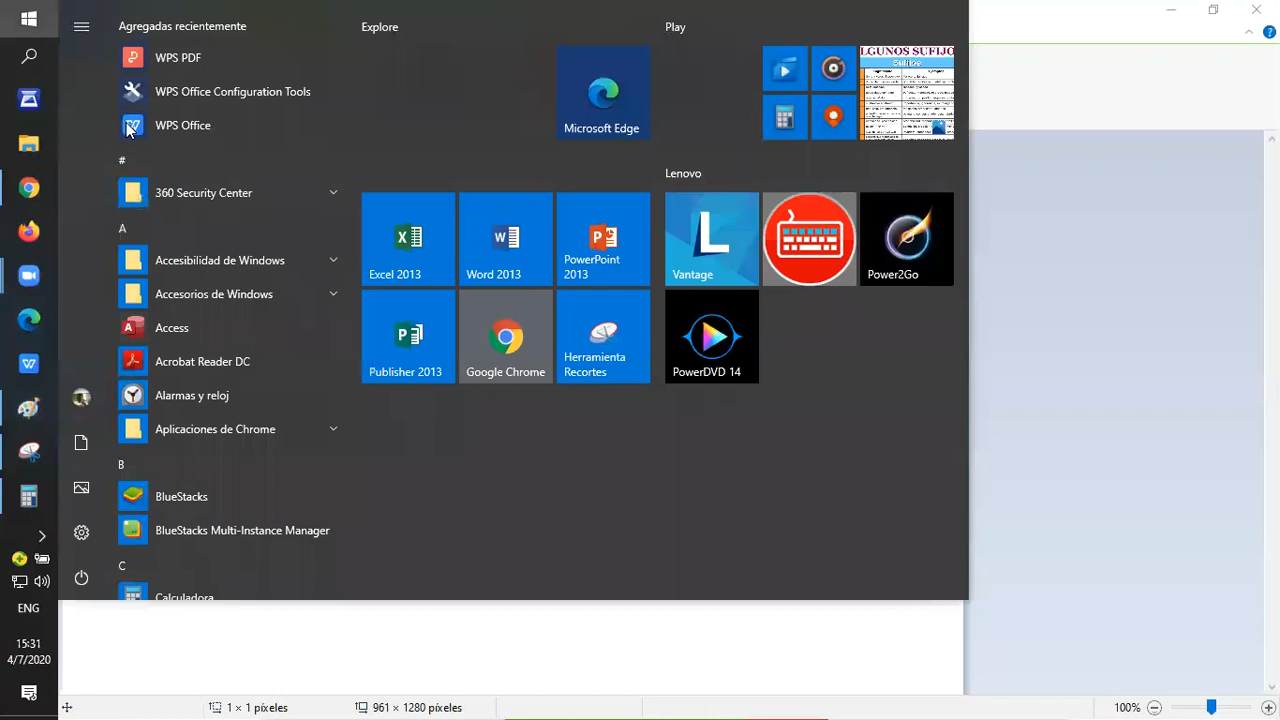 Agregadas recientemente
WPS PDF
WPS Office Configuration Tools
WPS Office
#
360 Security Center
A
Accesibilidad de Windows
Accesorios de Windows
Access
Acrobat Reader DC
Alarmas y reloj
Aplicaciones de Chrome
B
BlueStacks
BlueStacks Multi-Instance Manager
C
Calculadora
Explore
Microsoft Edge
Excel 2013
Word 2013
PowerPoint
2013
Publisher 2013
Google Chrome
Herramienta
Recortes
Play
LGUNOS SUFIJO
Sufijos
Lenovo
Vantage
Power2Go
PowerDVD 14
ENG
15:31
4/7/2020
1 × 1 píxeles
961 × 1280 píxeles
100%